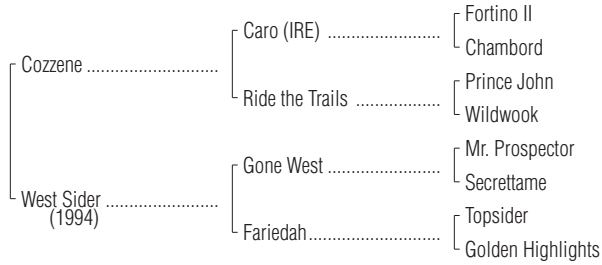 Fortino II
Caro (IRE) ........................
Chambord
Cozzene ............................
Prince John
Ride the Trails ..................
Wildwook
Mr. Prospector
Gone West ........................
Secrettame
West Sider ........................
(1994)
Topsider
Fariedah............................
Golden Highlights